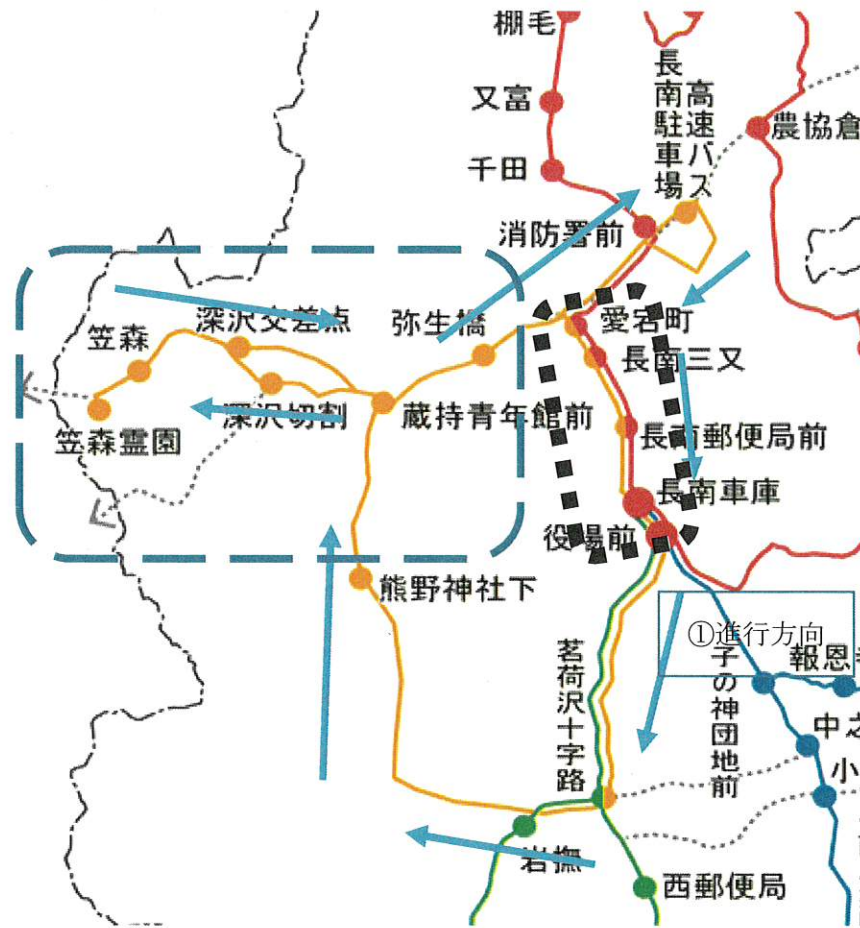 棚毛
又富
千田
高速バス
長南駐車場
農協倉
消防署前
深沢交差点
弥生橋
愛宕町
笠森
長南三又
笠森霊園
深沢切割
蔵持青年館前
長南郵便局前
長南車庫
役場前
熊野神社下
①進行方向
子の神団地前
報恩寺
茗荷沢十字路
中之
小
岩撫
西郵便局